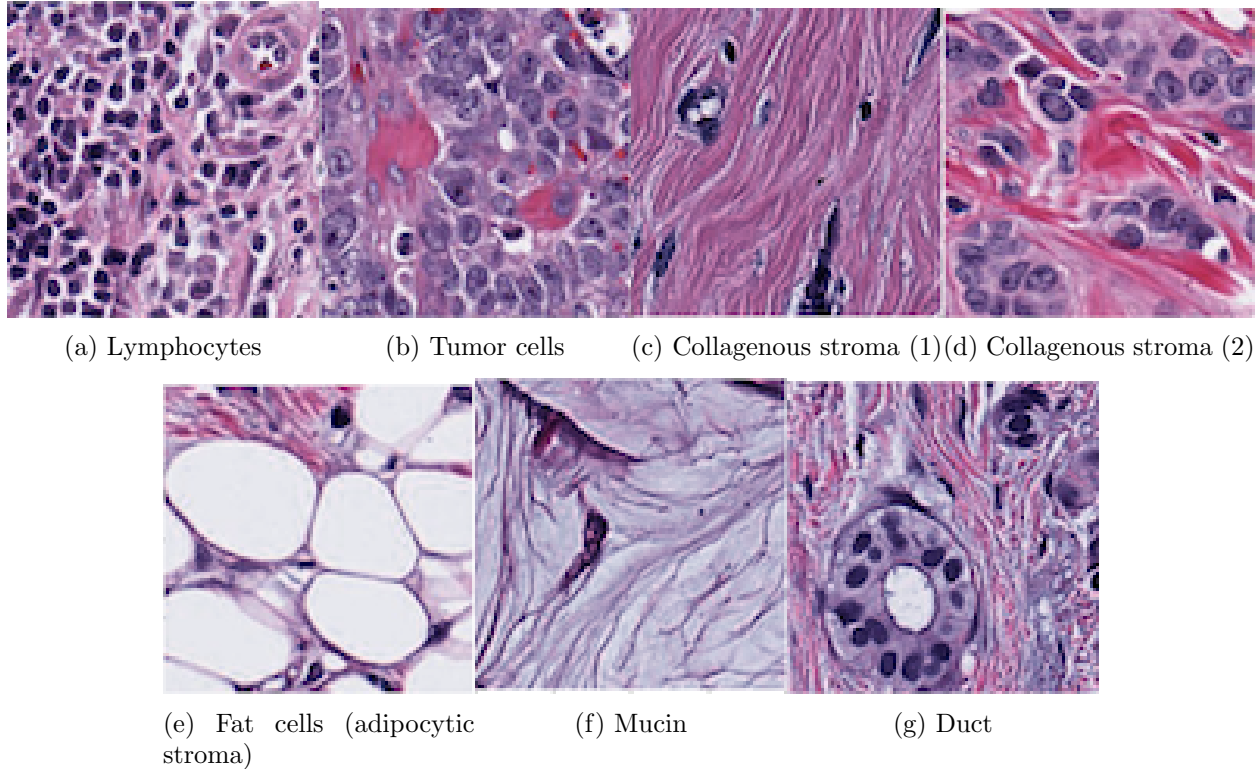 (a) Lymphocytes
(b) Tumor cells
(c) Collagenous stroma (1)
(d) Collagenous stroma (2)
(e) Fat cells (adipocytic
stroma)
(f) Mucin
(g) Duct